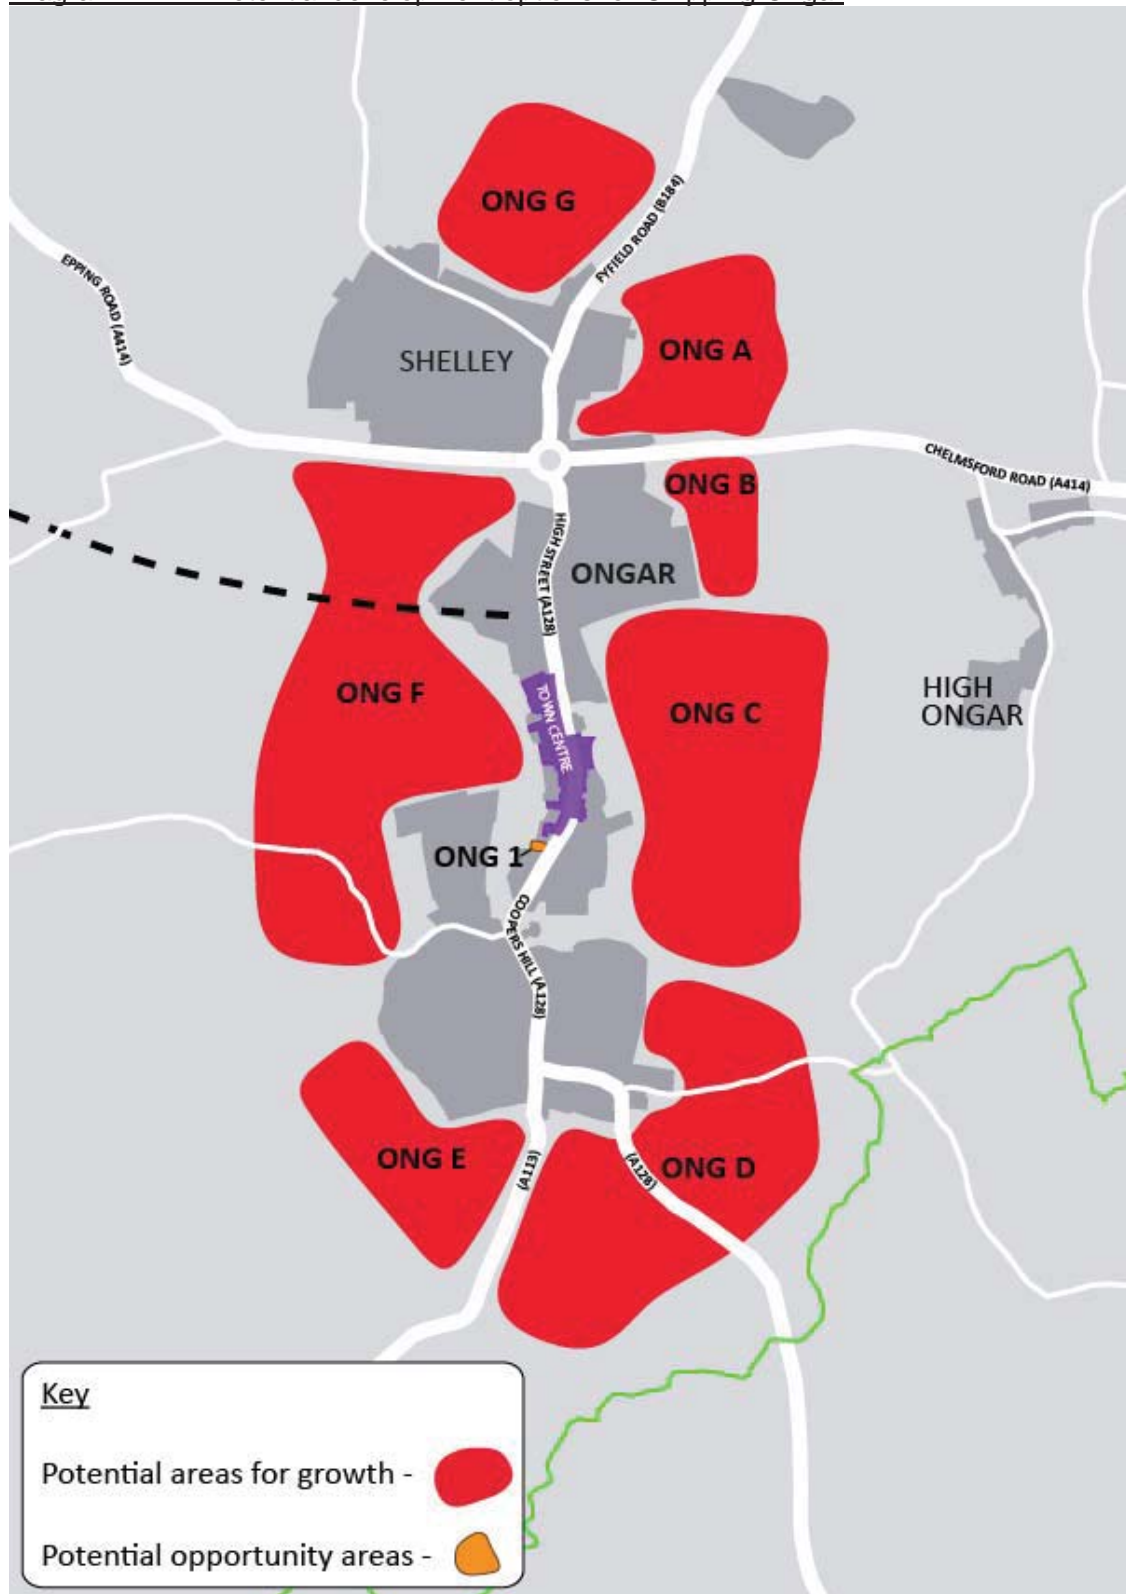 ONG G
FYFIELD ROAD (B184)
EPPING ROAD (A414)
SHELLEY
ONG A
CHELMSFORD ROAD (A414)
ONG B
HIGH STREET (A128)
ONGAR
ONG F
TOWN CENTRE
ONG C
HIGH
ONGAR
ONG 1
COOPERS HILL (A128)
ONG E
(A113)
(A128)
ONG D
Key
Potential areas for growth -
Potential opportunity areas -